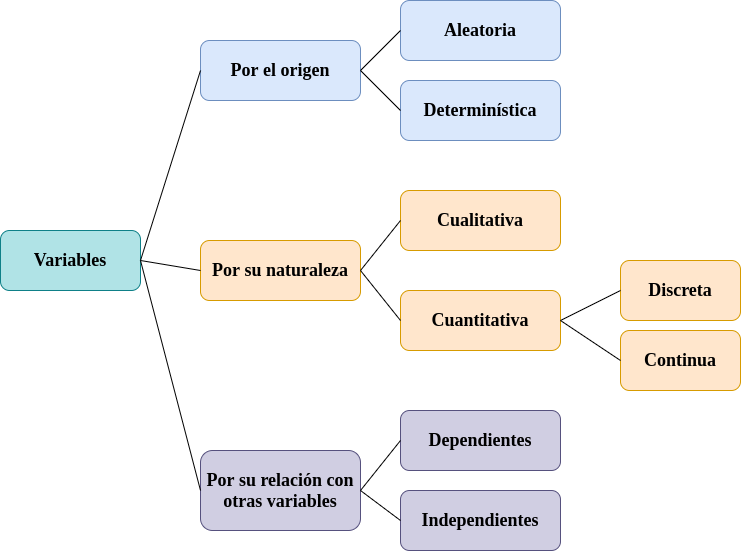 Variables
Por el origen
Aleatoria
Determinística
Por su naturaleza
Cualitativa
Cuantitativa
Discreta
Continua
Por su relación con
otras variables
Dependientes
Independientes